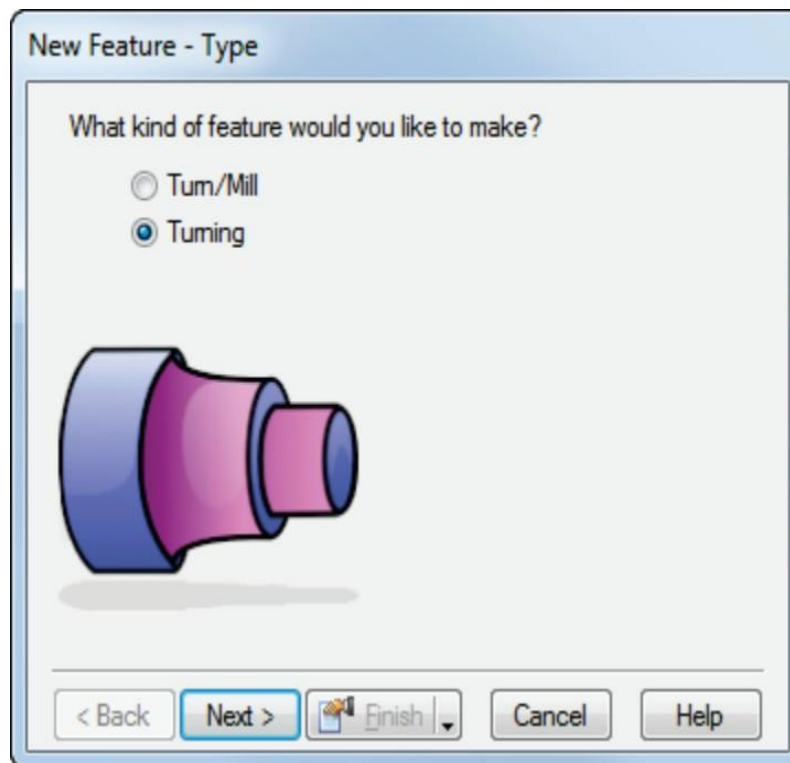 New Feature - Type
What kind of feature would you like to make?
Turn/Mill
Turning
< Back Next > Finish Cancel Help